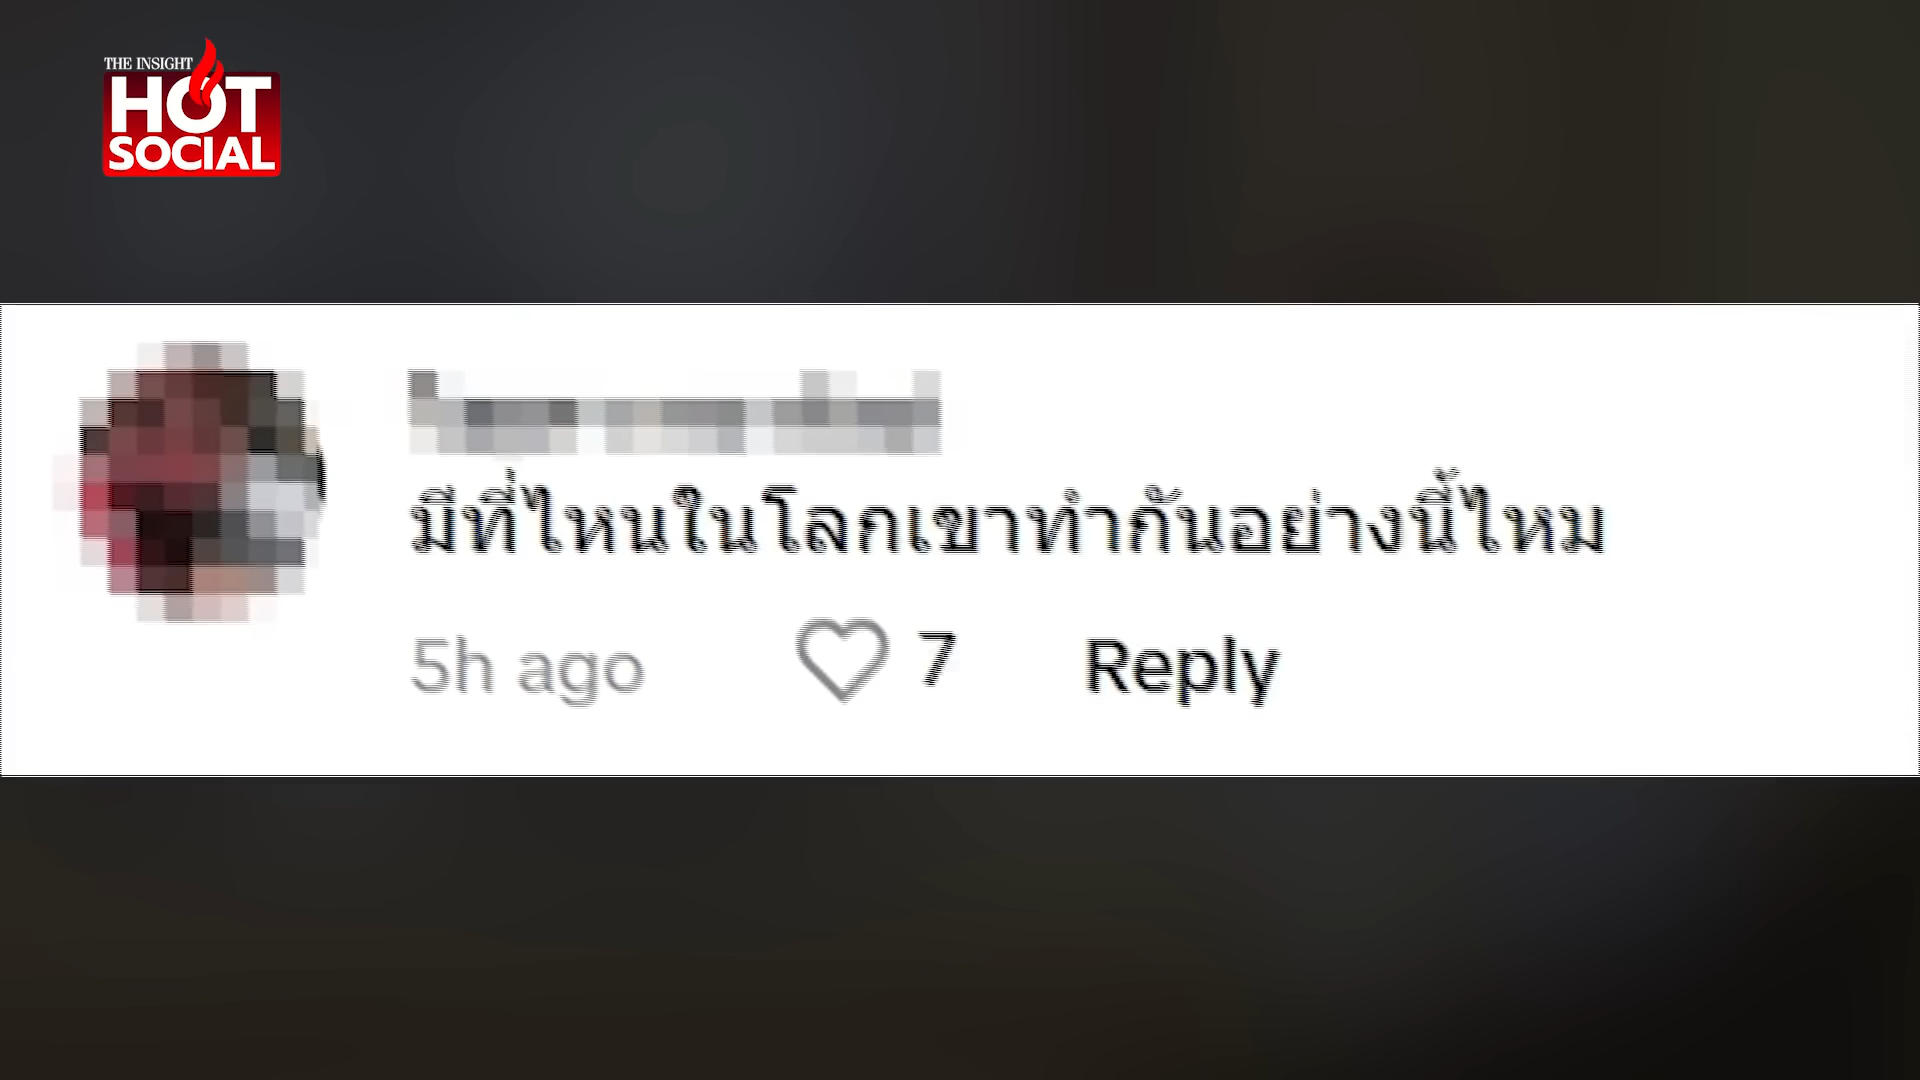 THE INSIGHT
HOT
SOCIAL
มีที่ไหนในโลกเขาทำกันอย่างนี้ไหม
5h ago 7 Reply